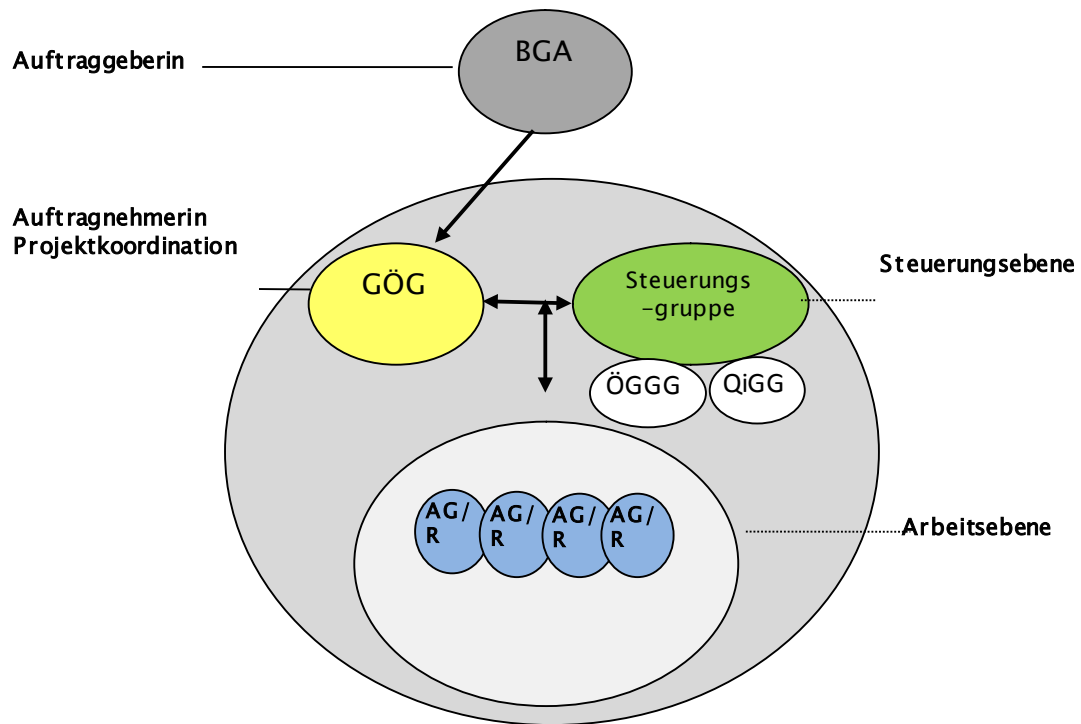 BGA
Auftraggeberin
Auftragnehmerin
Projektkoordination
GÖG
Steuerungs
-gruppe
Steuerungsebene
ÖGGG
QiGG
AG/
R
AG/
R
AG/
R
AG/
R
Arbeitsebene